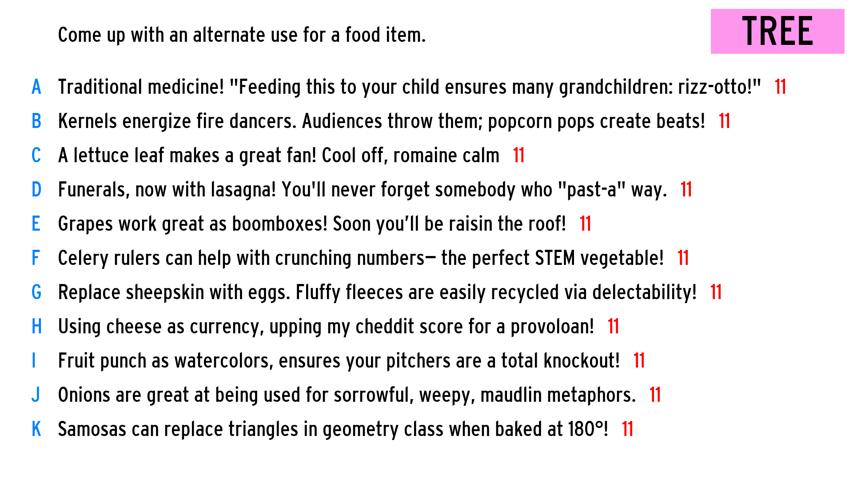 Come up with an alternate use for a food item.
TREE
A Traditional medicine! "Feeding this to your child ensures many grandchildren: rizz-otto!" 11
B Kernels energize fire dancers. Audiences throw them; popcorn pops create beats! 11
C A lettuce leaf makes a great fan! Cool off, romaine calm 11
D Funerals, now with lasagna! You'll never forget somebody who "past-a" way. 11
E Grapes work great as boomboxes! Soon you’ll be raisin the roof! 11
F Celery rulers can help with crunching numbers– the perfect STEM vegetable! 11
G Replace sheepskin with eggs. Fluffy fleeces are easily recycled via delectability! 11
H Using cheese as currency, upping my cheddit score for a provoloan! 11
I Fruit punch as watercolors, ensures your pitchers are a total knockout! 11
J Onions are great at being used for sorrowful, weepy, maudlin metaphors. 11
K Samosas can replace triangles in geometry class when baked at 180°! 11